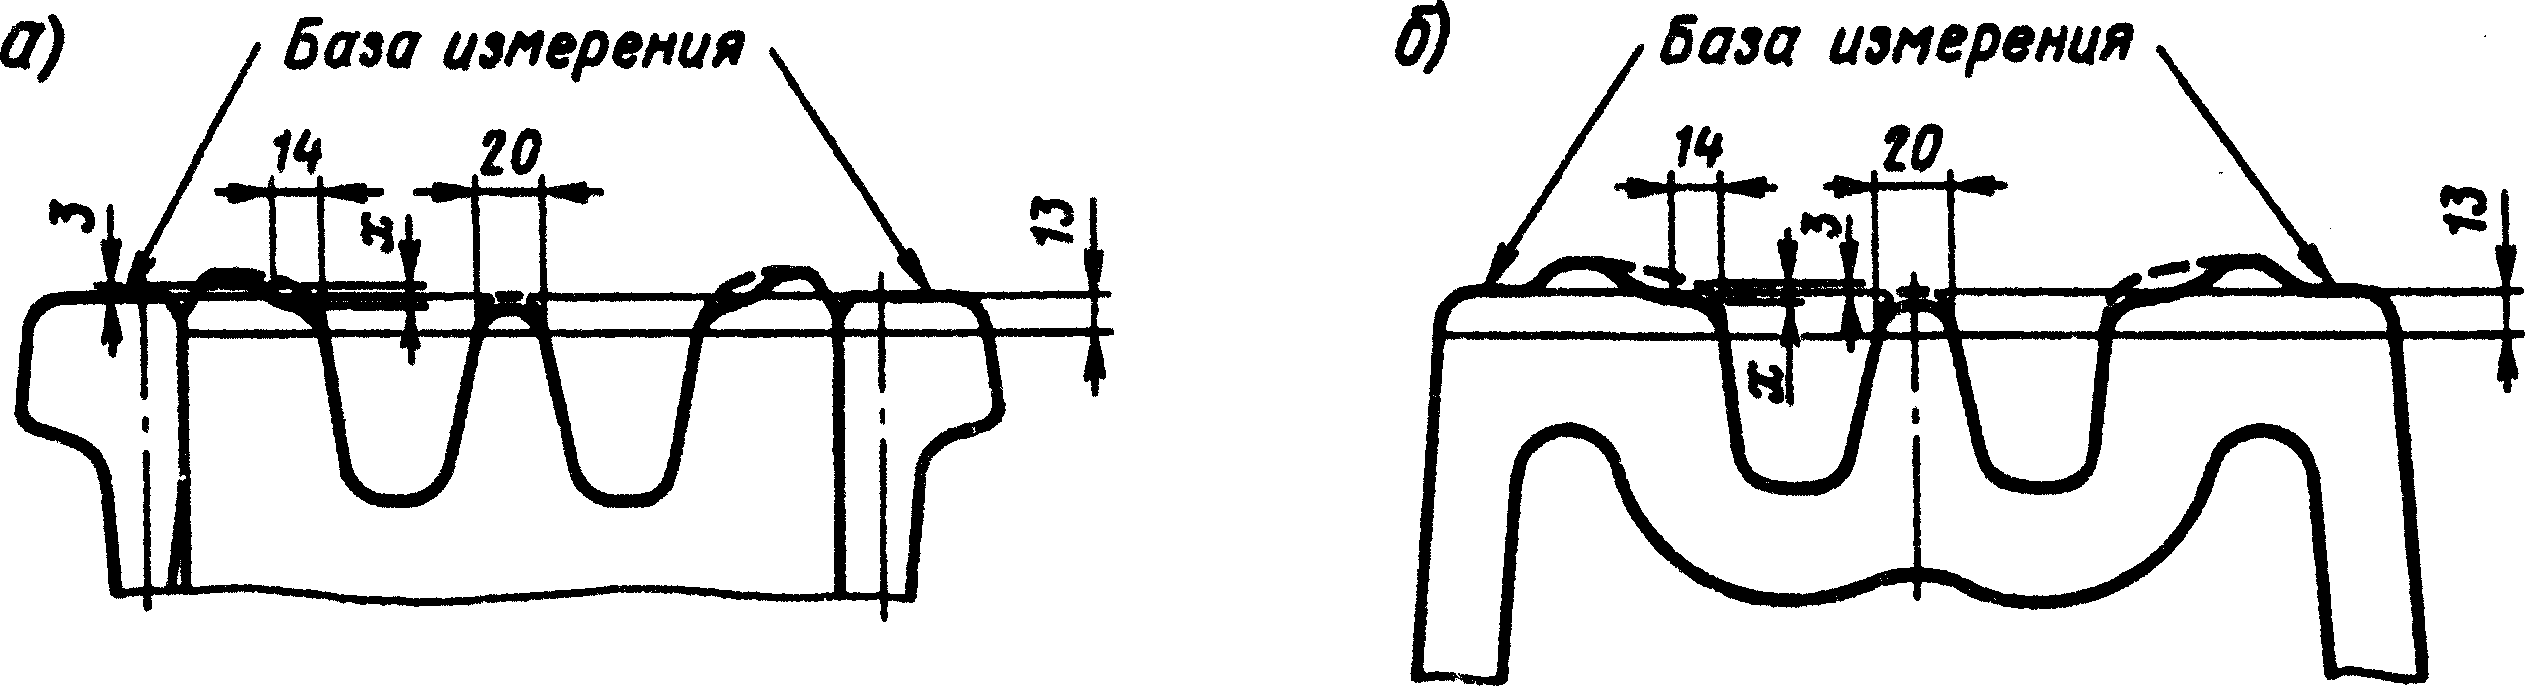 а) База измерения
14 20
3 х 13
б) База измерения
14 20
3 13
х